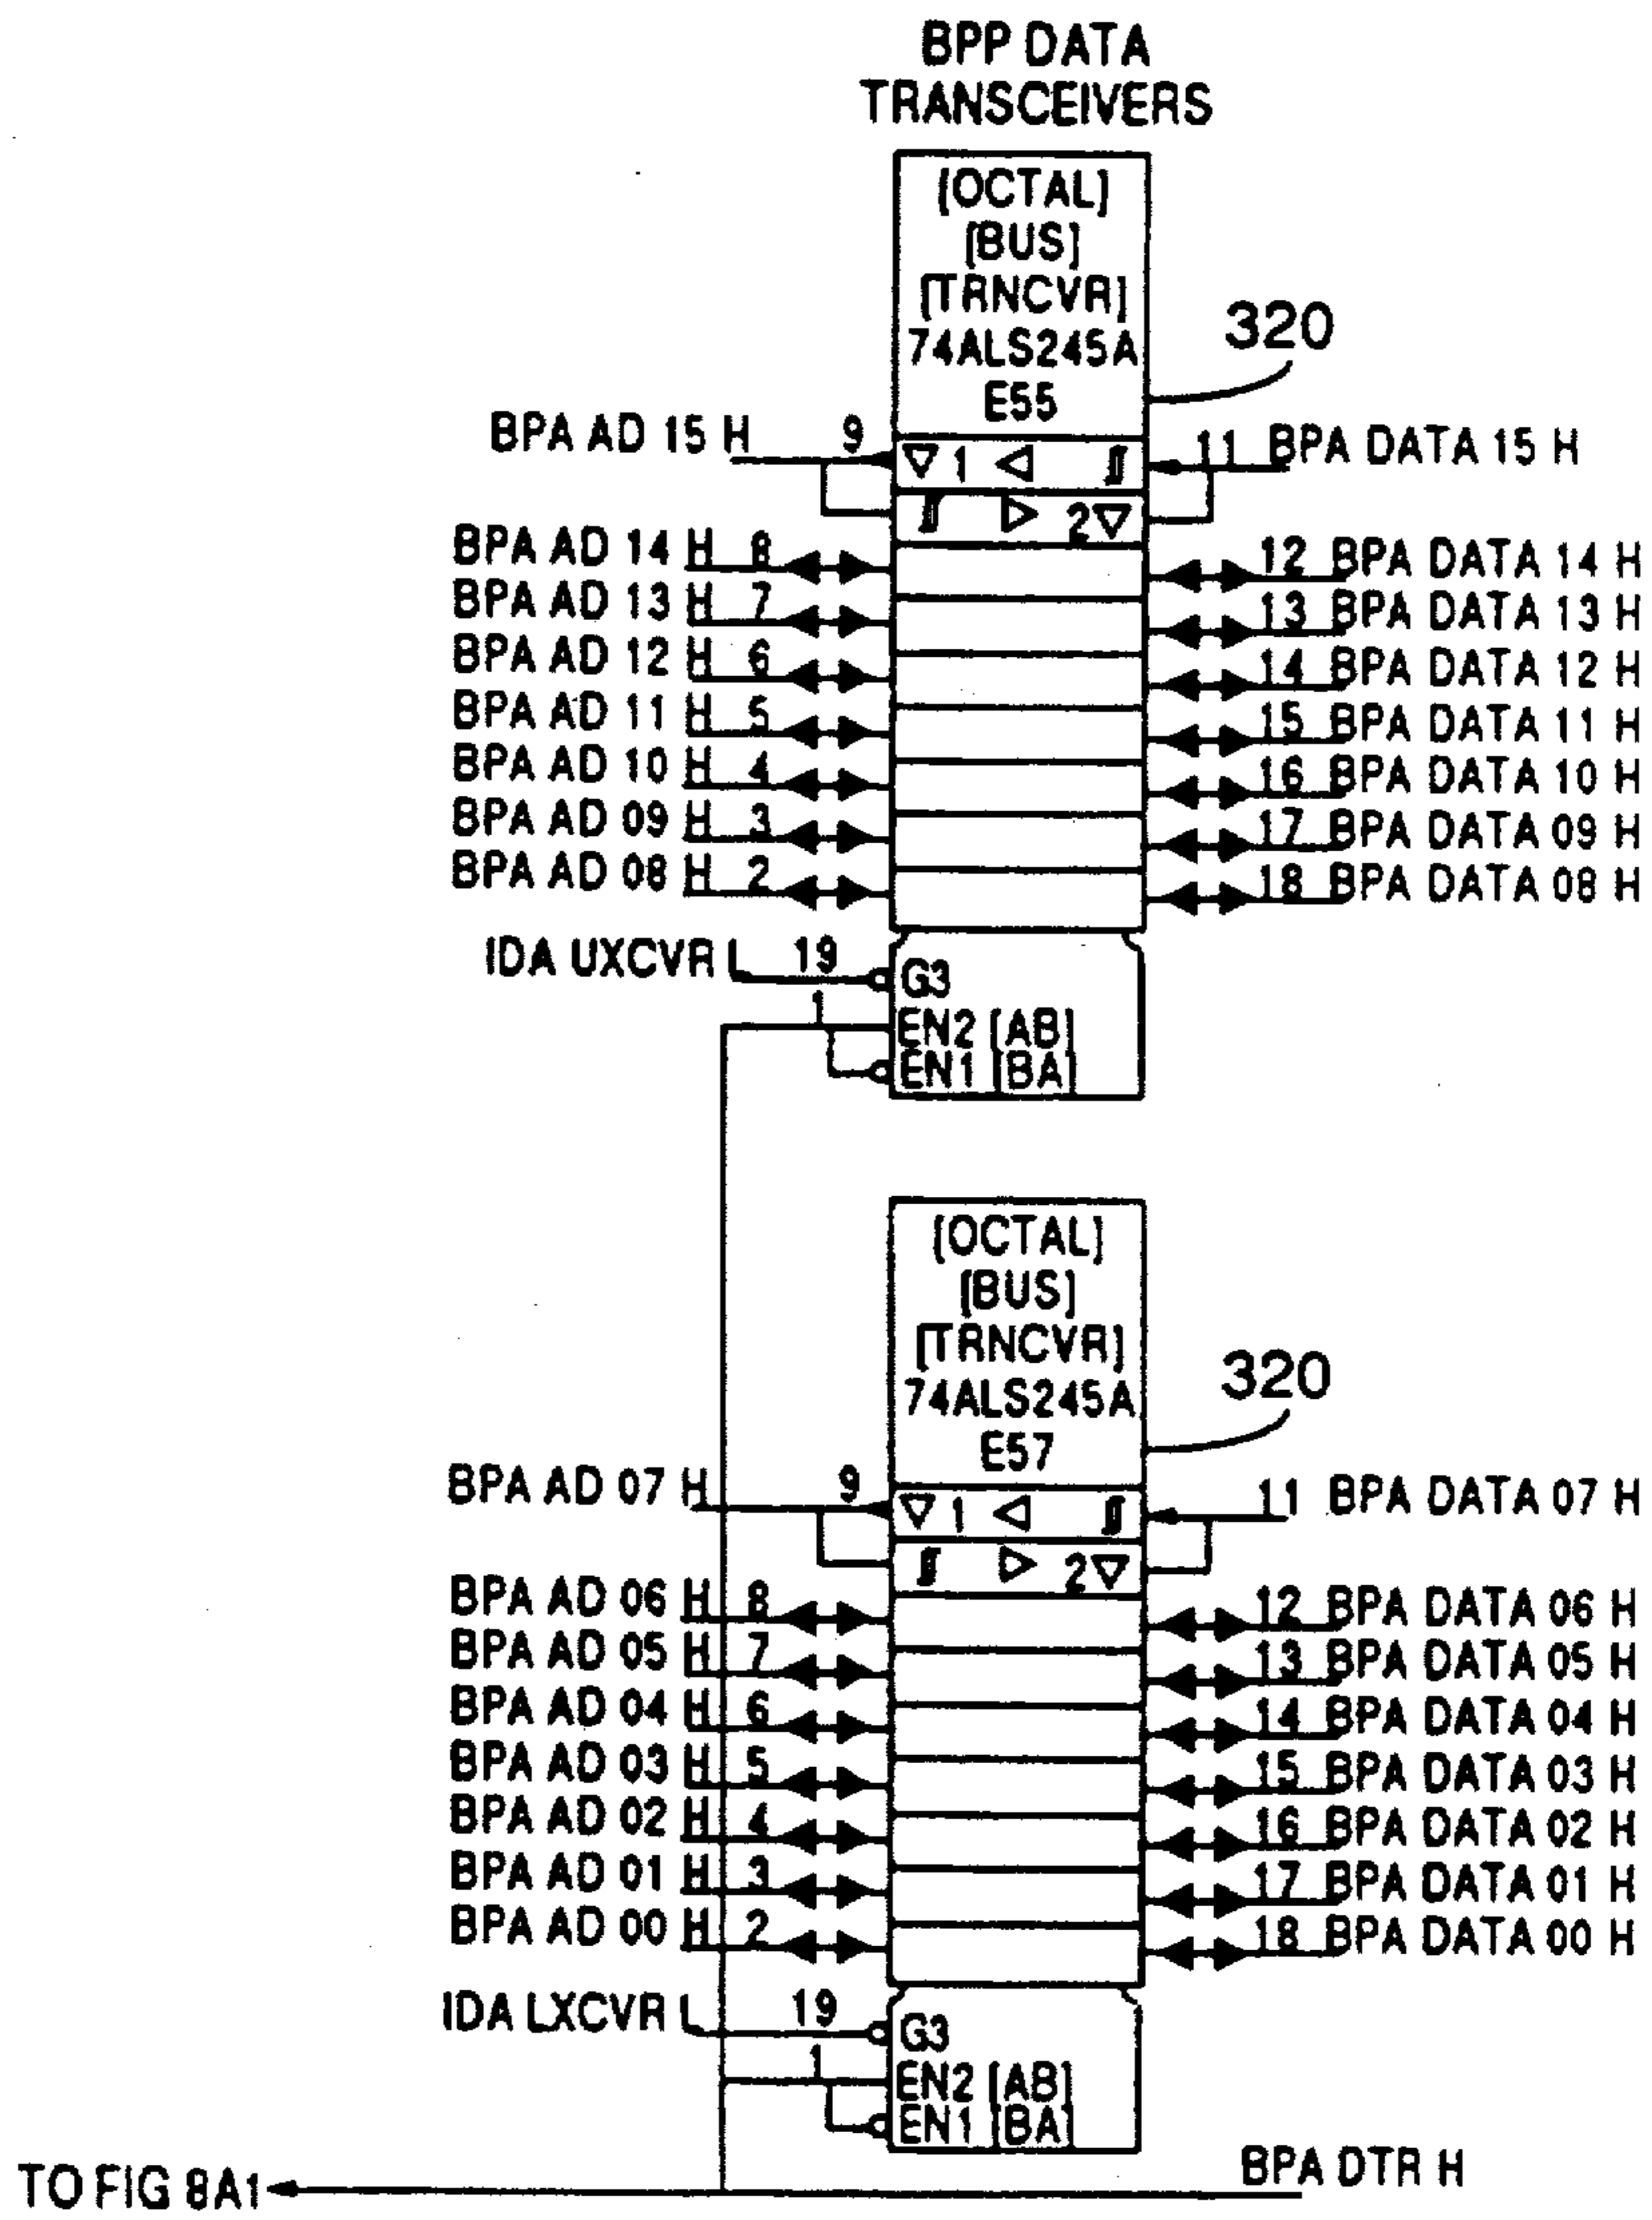 BPP DATA
TRANSCEIVERS
[OCTAL]
[BUS]
[TRNCVR]
74ALS245A
E55
320
BPA AD 15 H 9 1 11 BPA DATA 15 H
2
BPA AD 14 H 8 12 BPA DATA 14 H
BPA AD 13 H 7 13 BPA DATA 13 H
BPA AD 12 H 6 14 BPA DATA 12 H
BPA AD 11 H 5 15 BPA DATA 11 H
BPA AD 10 H 4 16 BPA DATA 10 H
BPA AD 09 H 3 17 BPA DATA 09 H
BPA AD 08 H 2 18 BPA DATA 08 H
IDA UXCVR L 19 G3
1 EN2 [AB]
EN1 [BA]
[OCTAL]
[BUS]
[TRNCVR]
74ALS245A
E57
320
BPA AD 07 H 9 1 11 BPA DATA 07 H
2
BPA AD 06 H 8 12 BPA DATA 06 H
BPA AD 05 H 7 13 BPA DATA 05 H
BPA AD 04 H 6 14 BPA DATA 04 H
BPA AD 03 H 5 15 BPA DATA 03 H
BPA AD 02 H 4 16 BPA DATA 02 H
BPA AD 01 H 3 17 BPA DATA 01 H
BPA AD 00 H 2 18 BPA DATA 00 H
IDA LXCVR L 19 G3
1 EN2 [AB]
EN1 [BA]
BPA DTR H
TO FIG 8A1